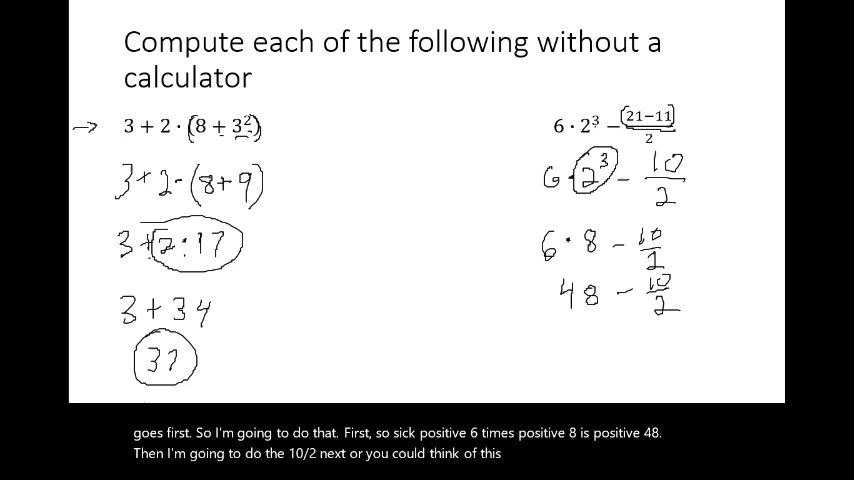 Compute each of the following without a
calculator
→ 3 + 2 · (8 + 3²)
3 + 2 · (8 + 9)
3 + 2 · 17
3 + 34
37
6 · 2³ − (21−11)/2
6 · 2³ − 10/2
6 · 8 − 10/2
48 − 10/2
goes first. So I'm going to do that. First, so sick positive 6 times positive 8 is positive 48.
Then I'm going to do the 10/2 next or you could think of this